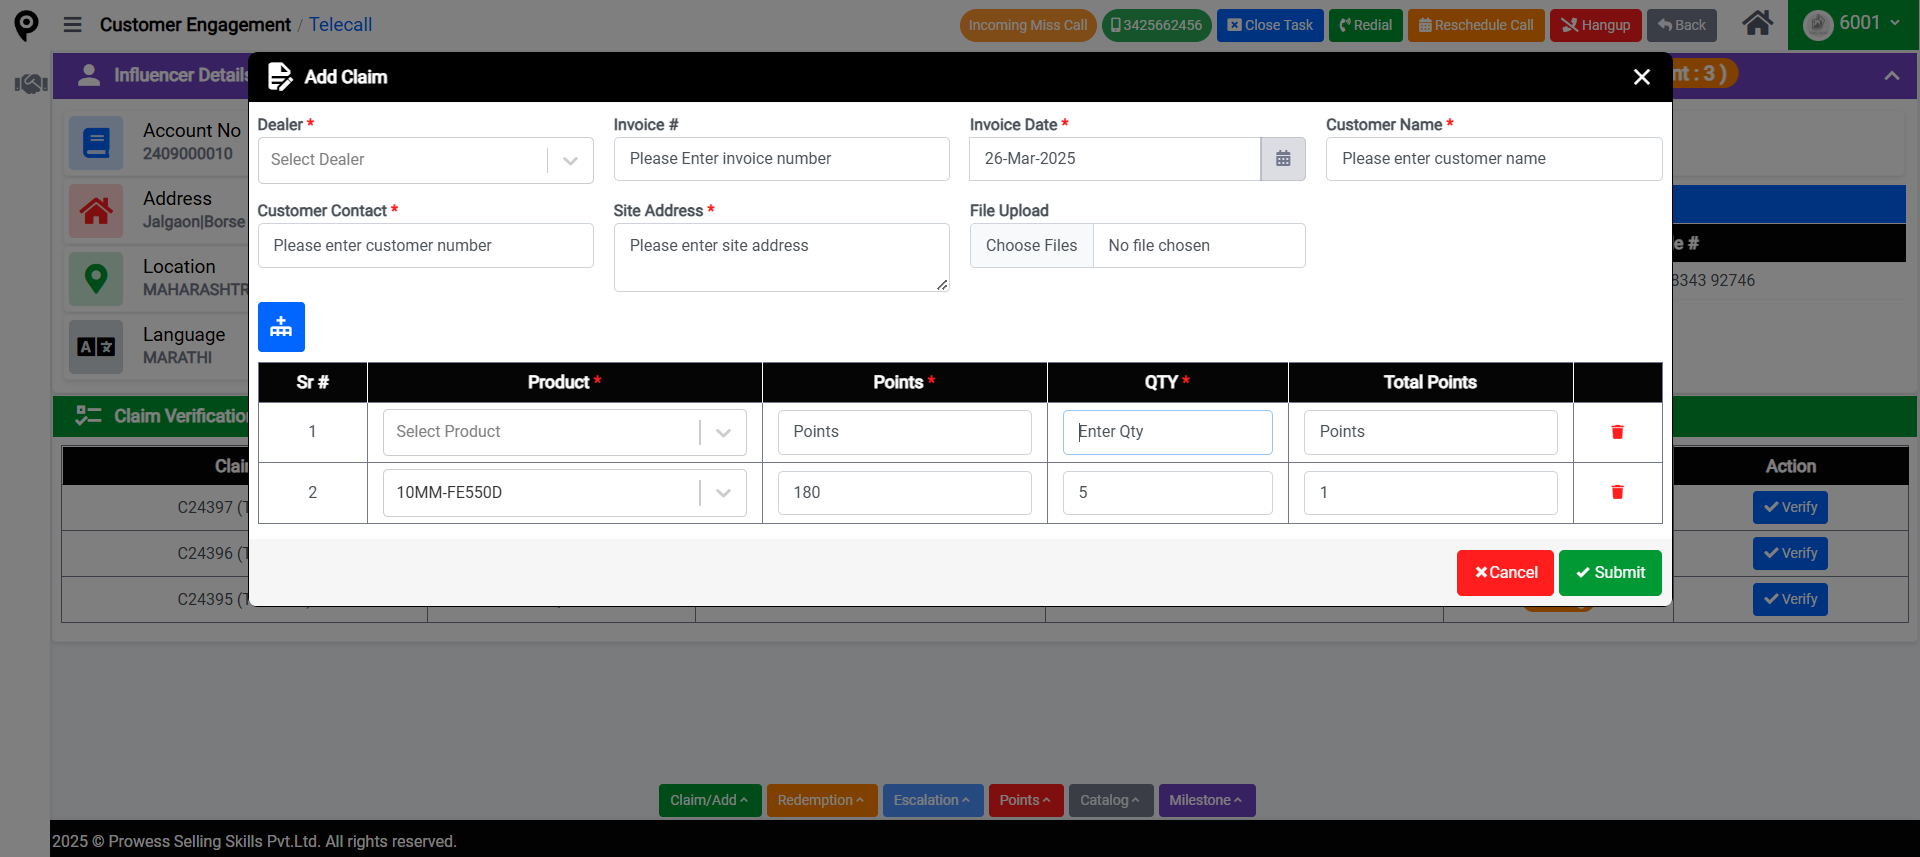 Customer Engagement / Telecall
Incoming Miss Call
3425662456
Close Task
Redial
Reschedule Call
Hangup
Back
6001
Influencer Details
nt : 3 )
Account No
2409000010
Address
Jalgaon|Borse
Location
MAHARASHTR
Language
MARATHI
e #
8343 92746
Add Claim
Dealer *
Select Dealer
Invoice #
Please Enter invoice number
Invoice Date *
26-Mar-2025
Customer Name *
Please enter customer name
Customer Contact *
Please enter customer number
Site Address *
Please enter site address
File Upload
Choose Files No file chosen
Sr # Product * Points * QTY * Total Points
1 Select Product Points Enter Qty Points
2 10MM-FE550D 180 5 1
Cancel
Submit
Claim Verification
Clai
Action
C24397 (T
Verify
C24396 (T
Verify
C24395 (T
Verify
Claim/Add
Redemption
Escalation
Points
Catalog
Milestone
2025 © Prowess Selling Skills Pvt.Ltd. All rights reserved.